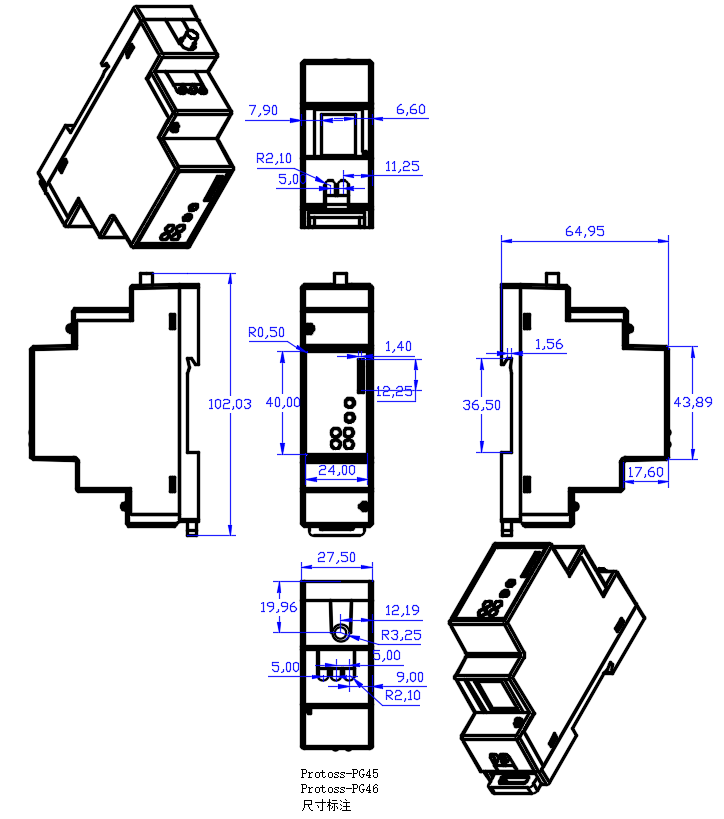 7,90
6,60
R2,10
5,0
11,25
64,95
R0,50
1,40
1,56
12,25
102,03
40,00
36,50
43,89
24,00
17,60
27,50
19,96
12,19
R3,25
5,00
5,00
9,00
R2,10
Protoss-PG45
Protoss-PG46
尺寸标注